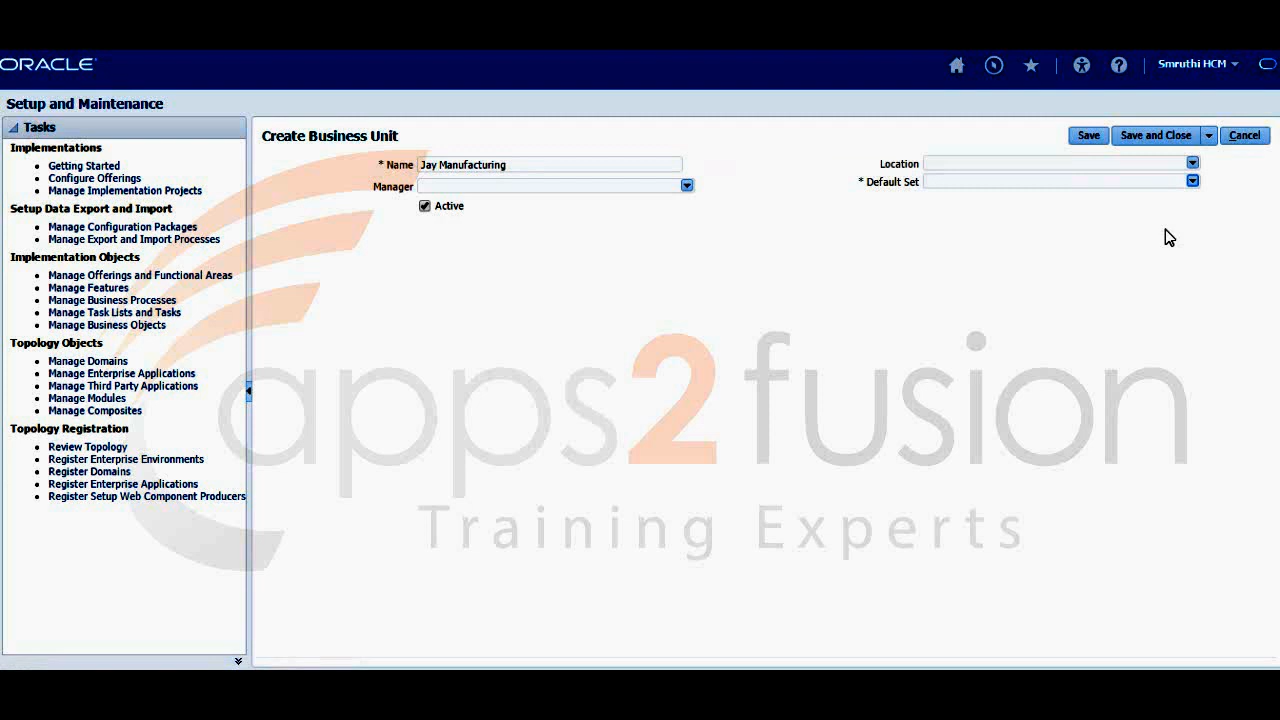 ORACLE
Smruthi HCM
Setup and Maintenance
Tasks
Implementations
Getting Started
Configure Offerings
Manage Implementation Projects
Setup Data Export and Import
Manage Configuration Packages
Manage Export and Import Processes
Implementation Objects
Manage Offerings and Functional Areas
Manage Features
Manage Business Processes
Manage Task Lists and Tasks
Manage Business Objects
Topology Objects
Manage Domains
Manage Enterprise Applications
Manage Third Party Applications
Manage Modules
Manage Composites
Topology Registration
Review Topology
Register Enterprise Environments
Register Domains
Register Enterprise Applications
Register Setup Web Component Producers
Create Business Unit
Save
Save and Close
Cancel
* Name Jay Manufacturing
Manager
Active
Location
* Default Set
apps2fusion
Training Experts